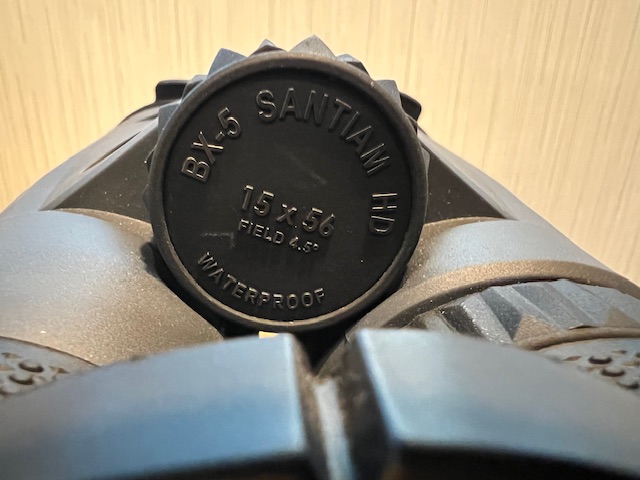 BX-5 SANTIAM HD
15 x 56
FIELD 4.5°
WATERPROOF